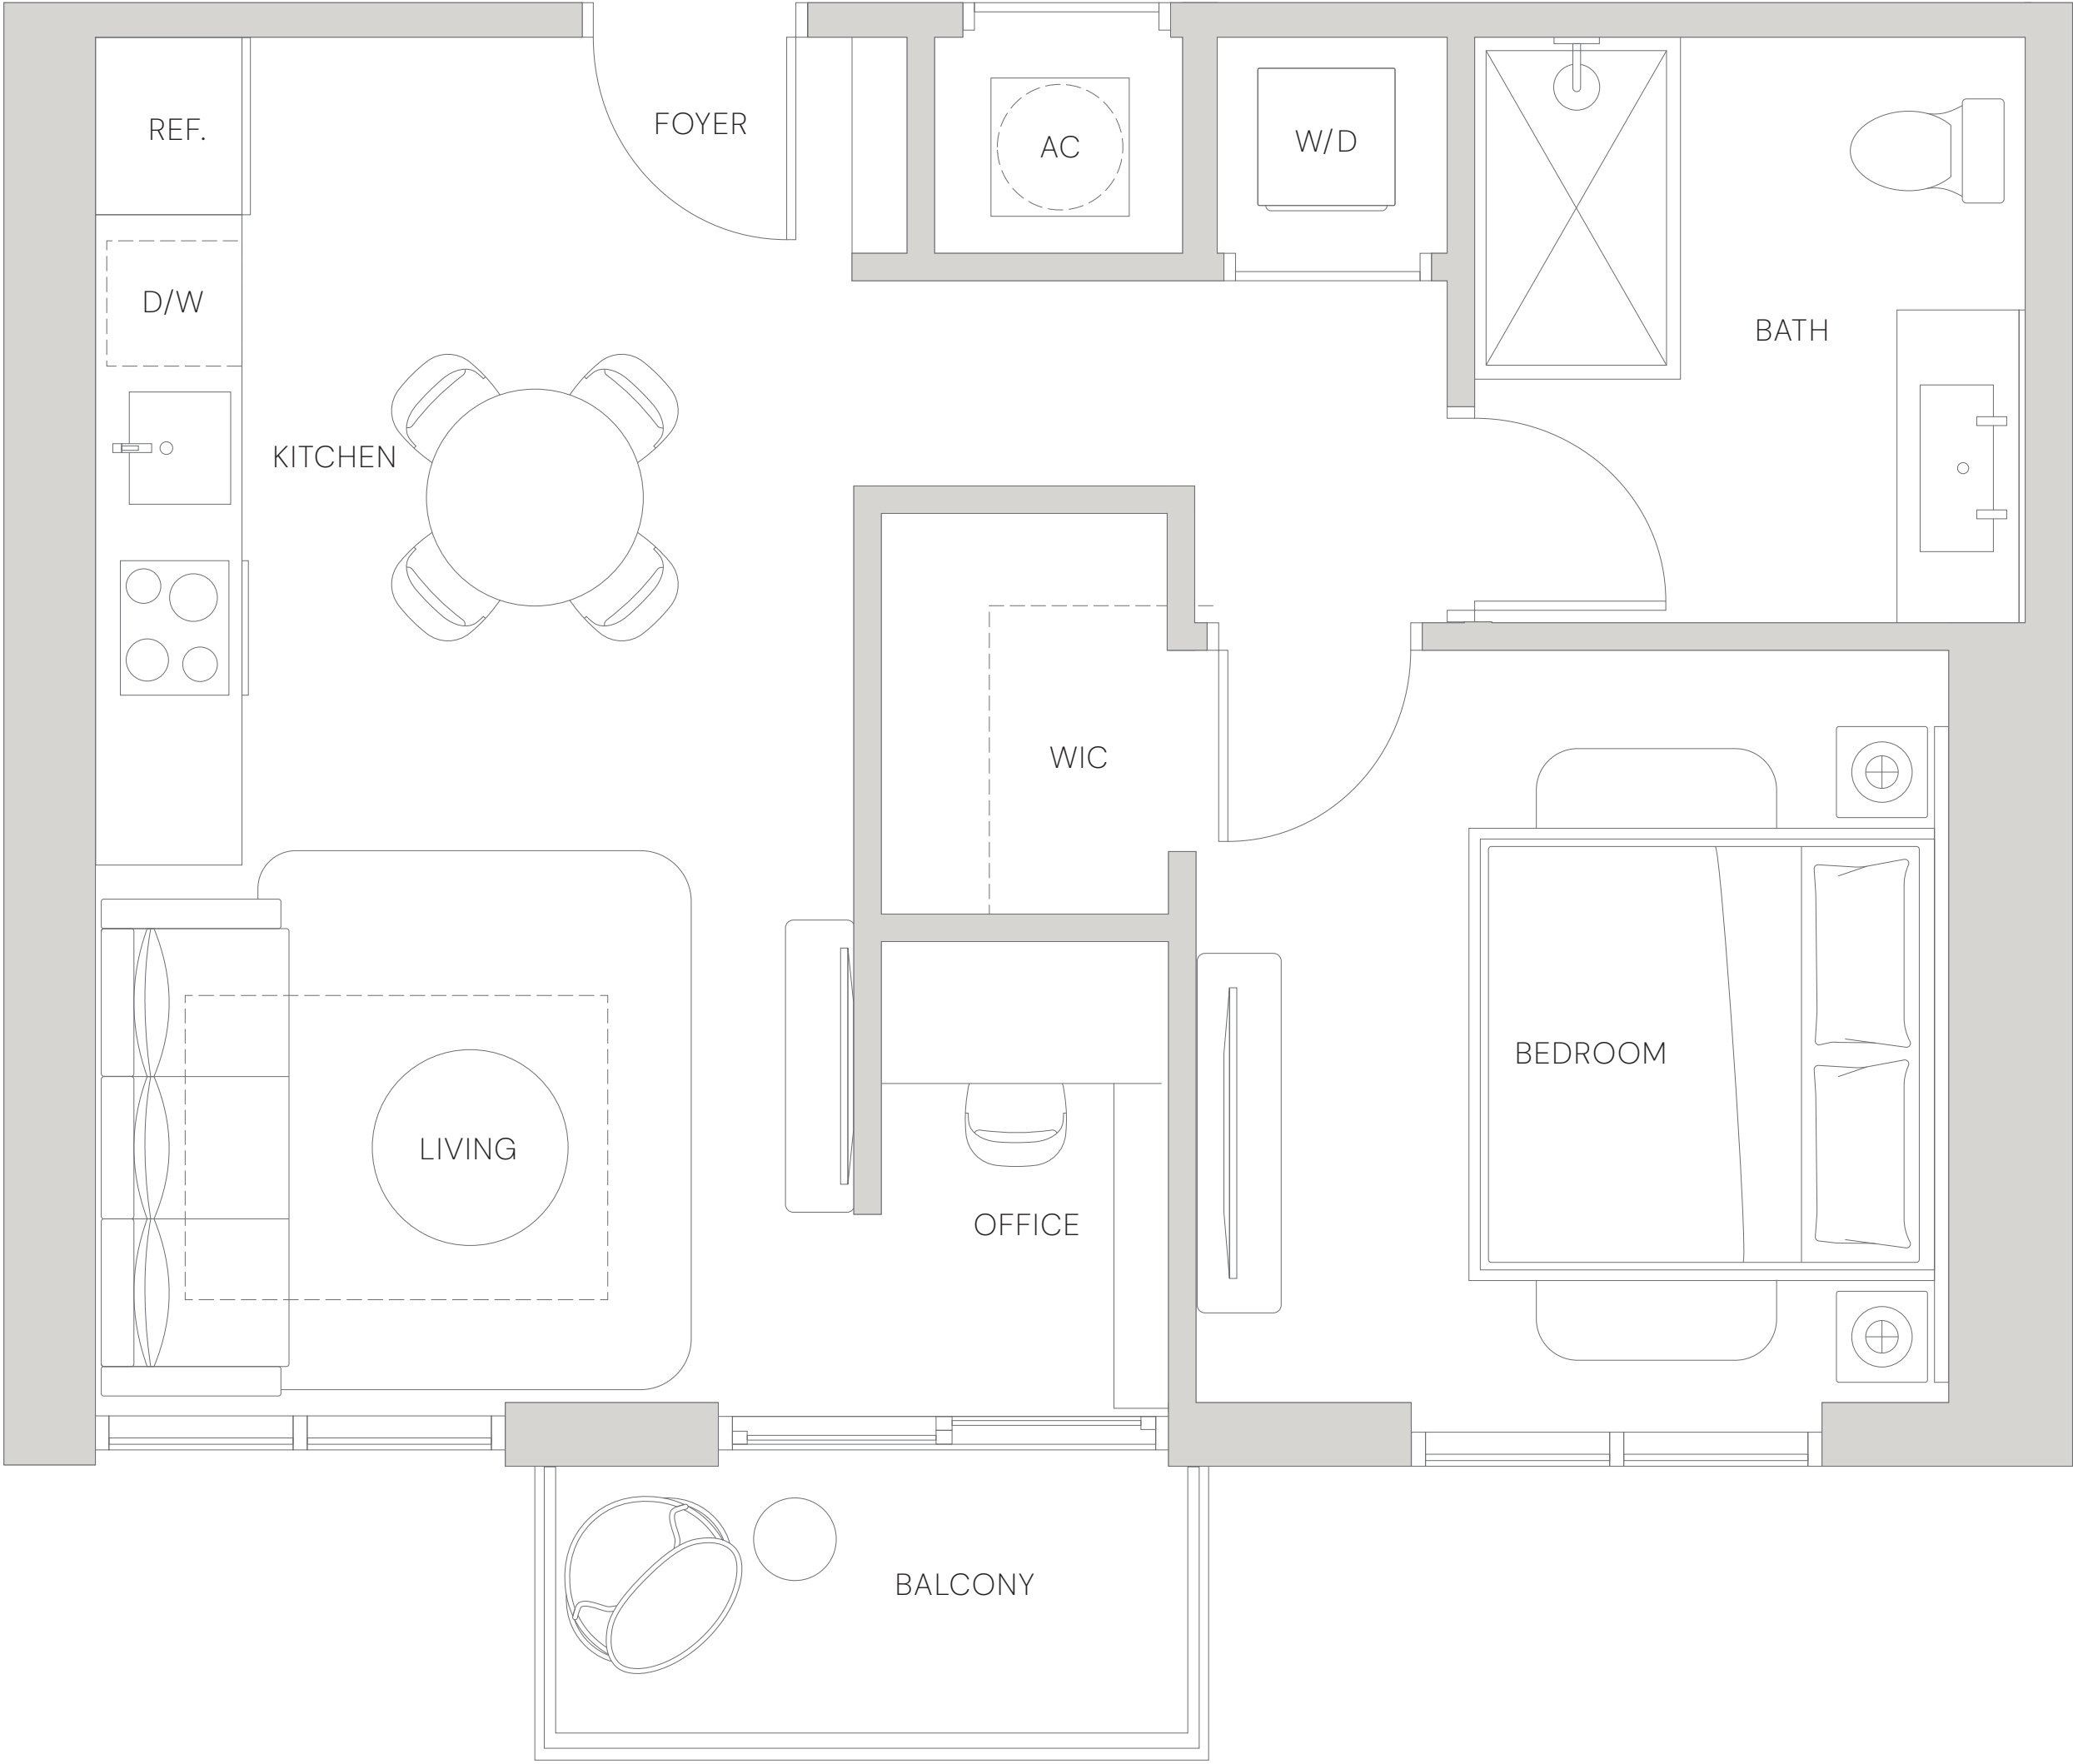 REF.
FOYER
AC
W/D
D/W
BATH
KITCHEN
WIC
BEDROOM
LIVING
OFFICE
BALCONY